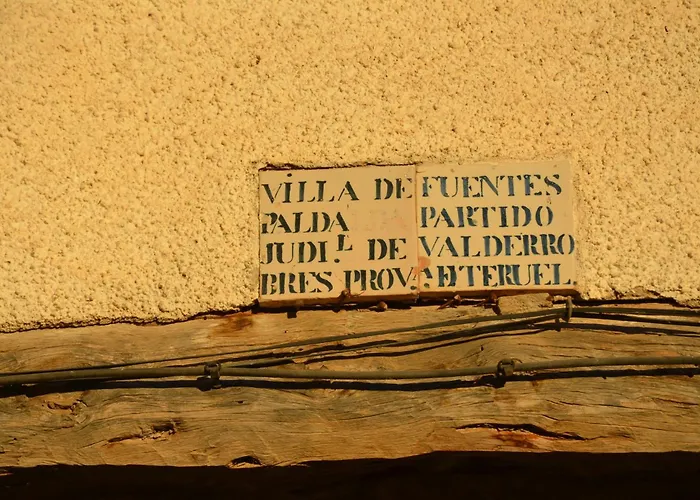 VILLA DE FUENTES
PALDA PARTIDO
JUDI.L DE VALDERRO
BRES PROV.A DE TERUEL